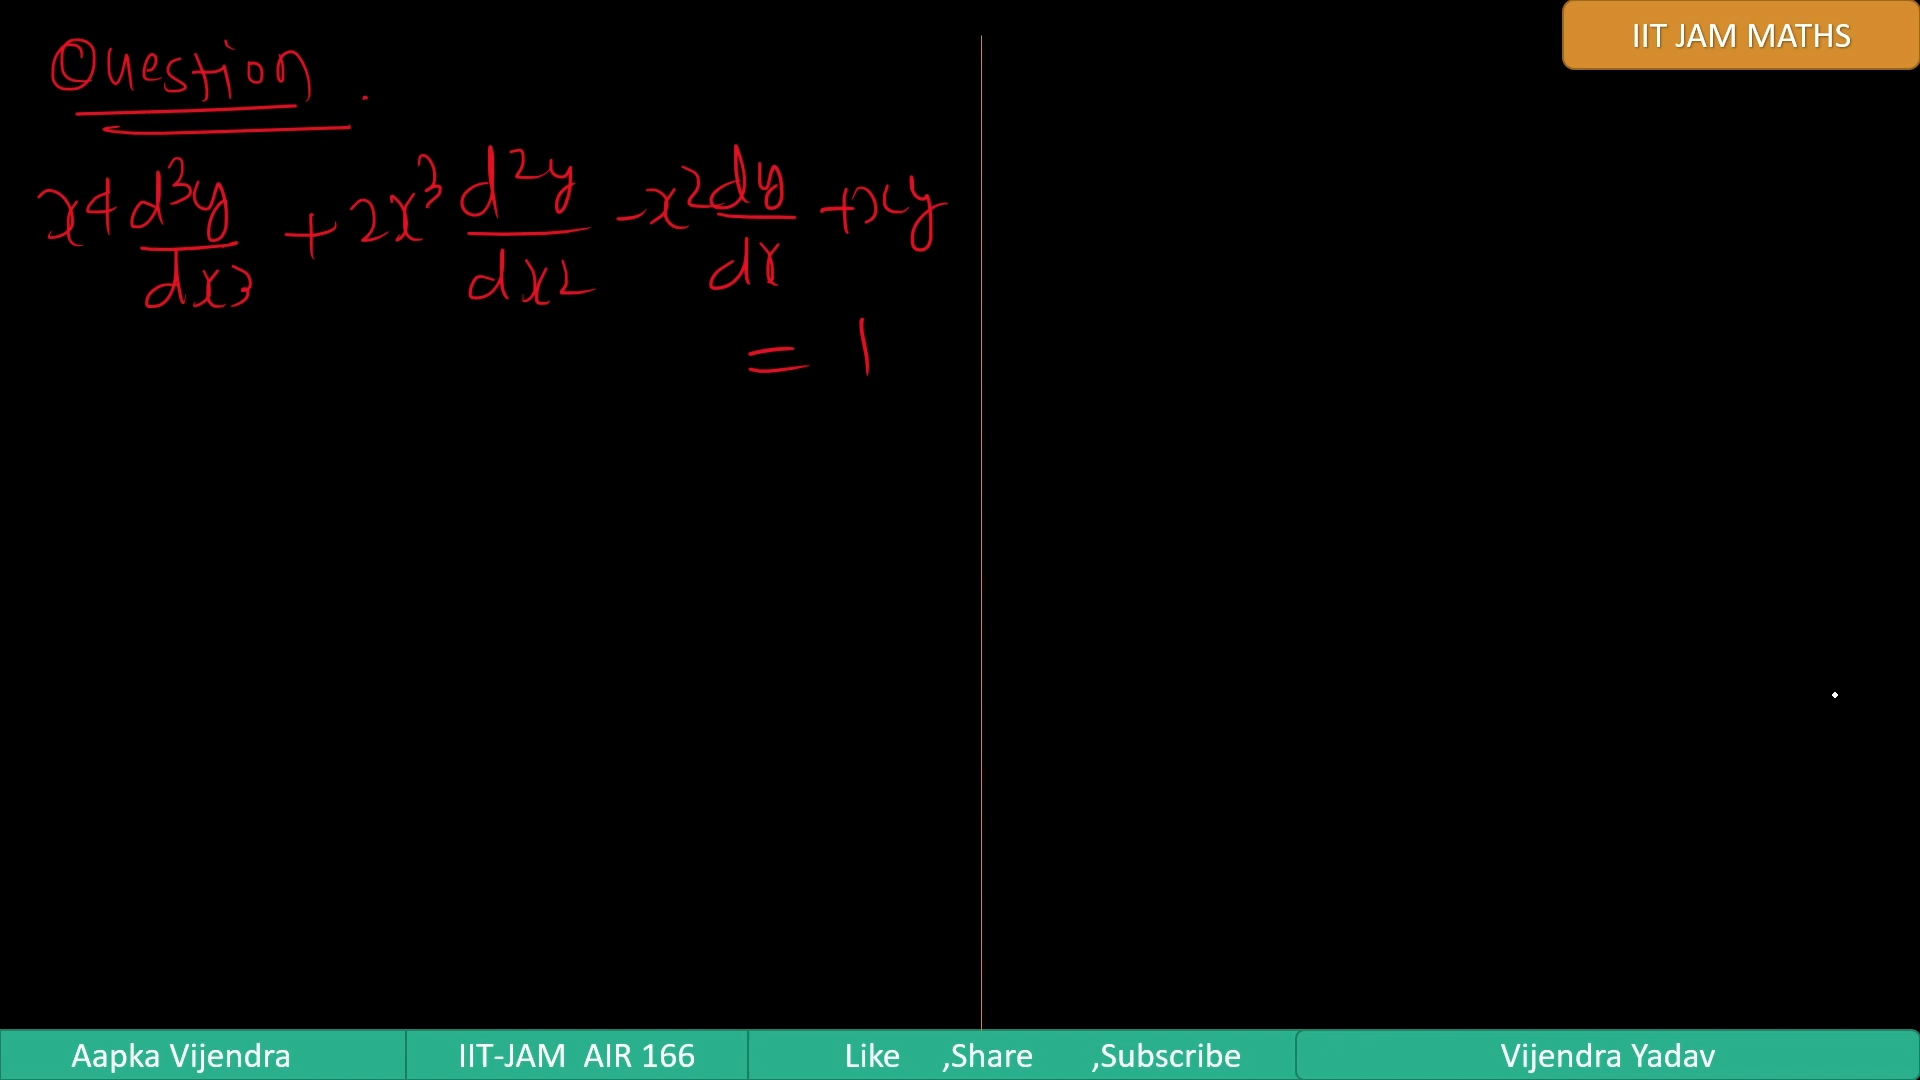 IIT JAM MATHS
Question.
x⁴ d³y/dx³ + 2x³ d²y/dx² - x² dy/dx + xy
= 1
Aapka Vijendra
IIT-JAM AIR 166
Like ,Share ,Subscribe
Vijendra Yadav